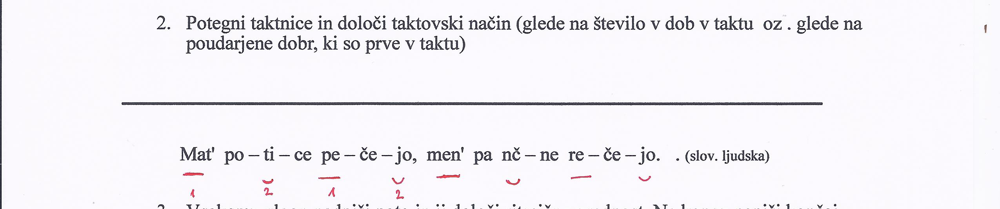 2. Potegni taktnice in določi taktovski način (glede na število v dob v taktu oz . glede na
poudarjene dobr, ki so prve v taktu)
Mat' po – ti – ce pe – če – jo, men' pa nč – ne re – če – jo. . (slov. ljudska)
1 2 1 2